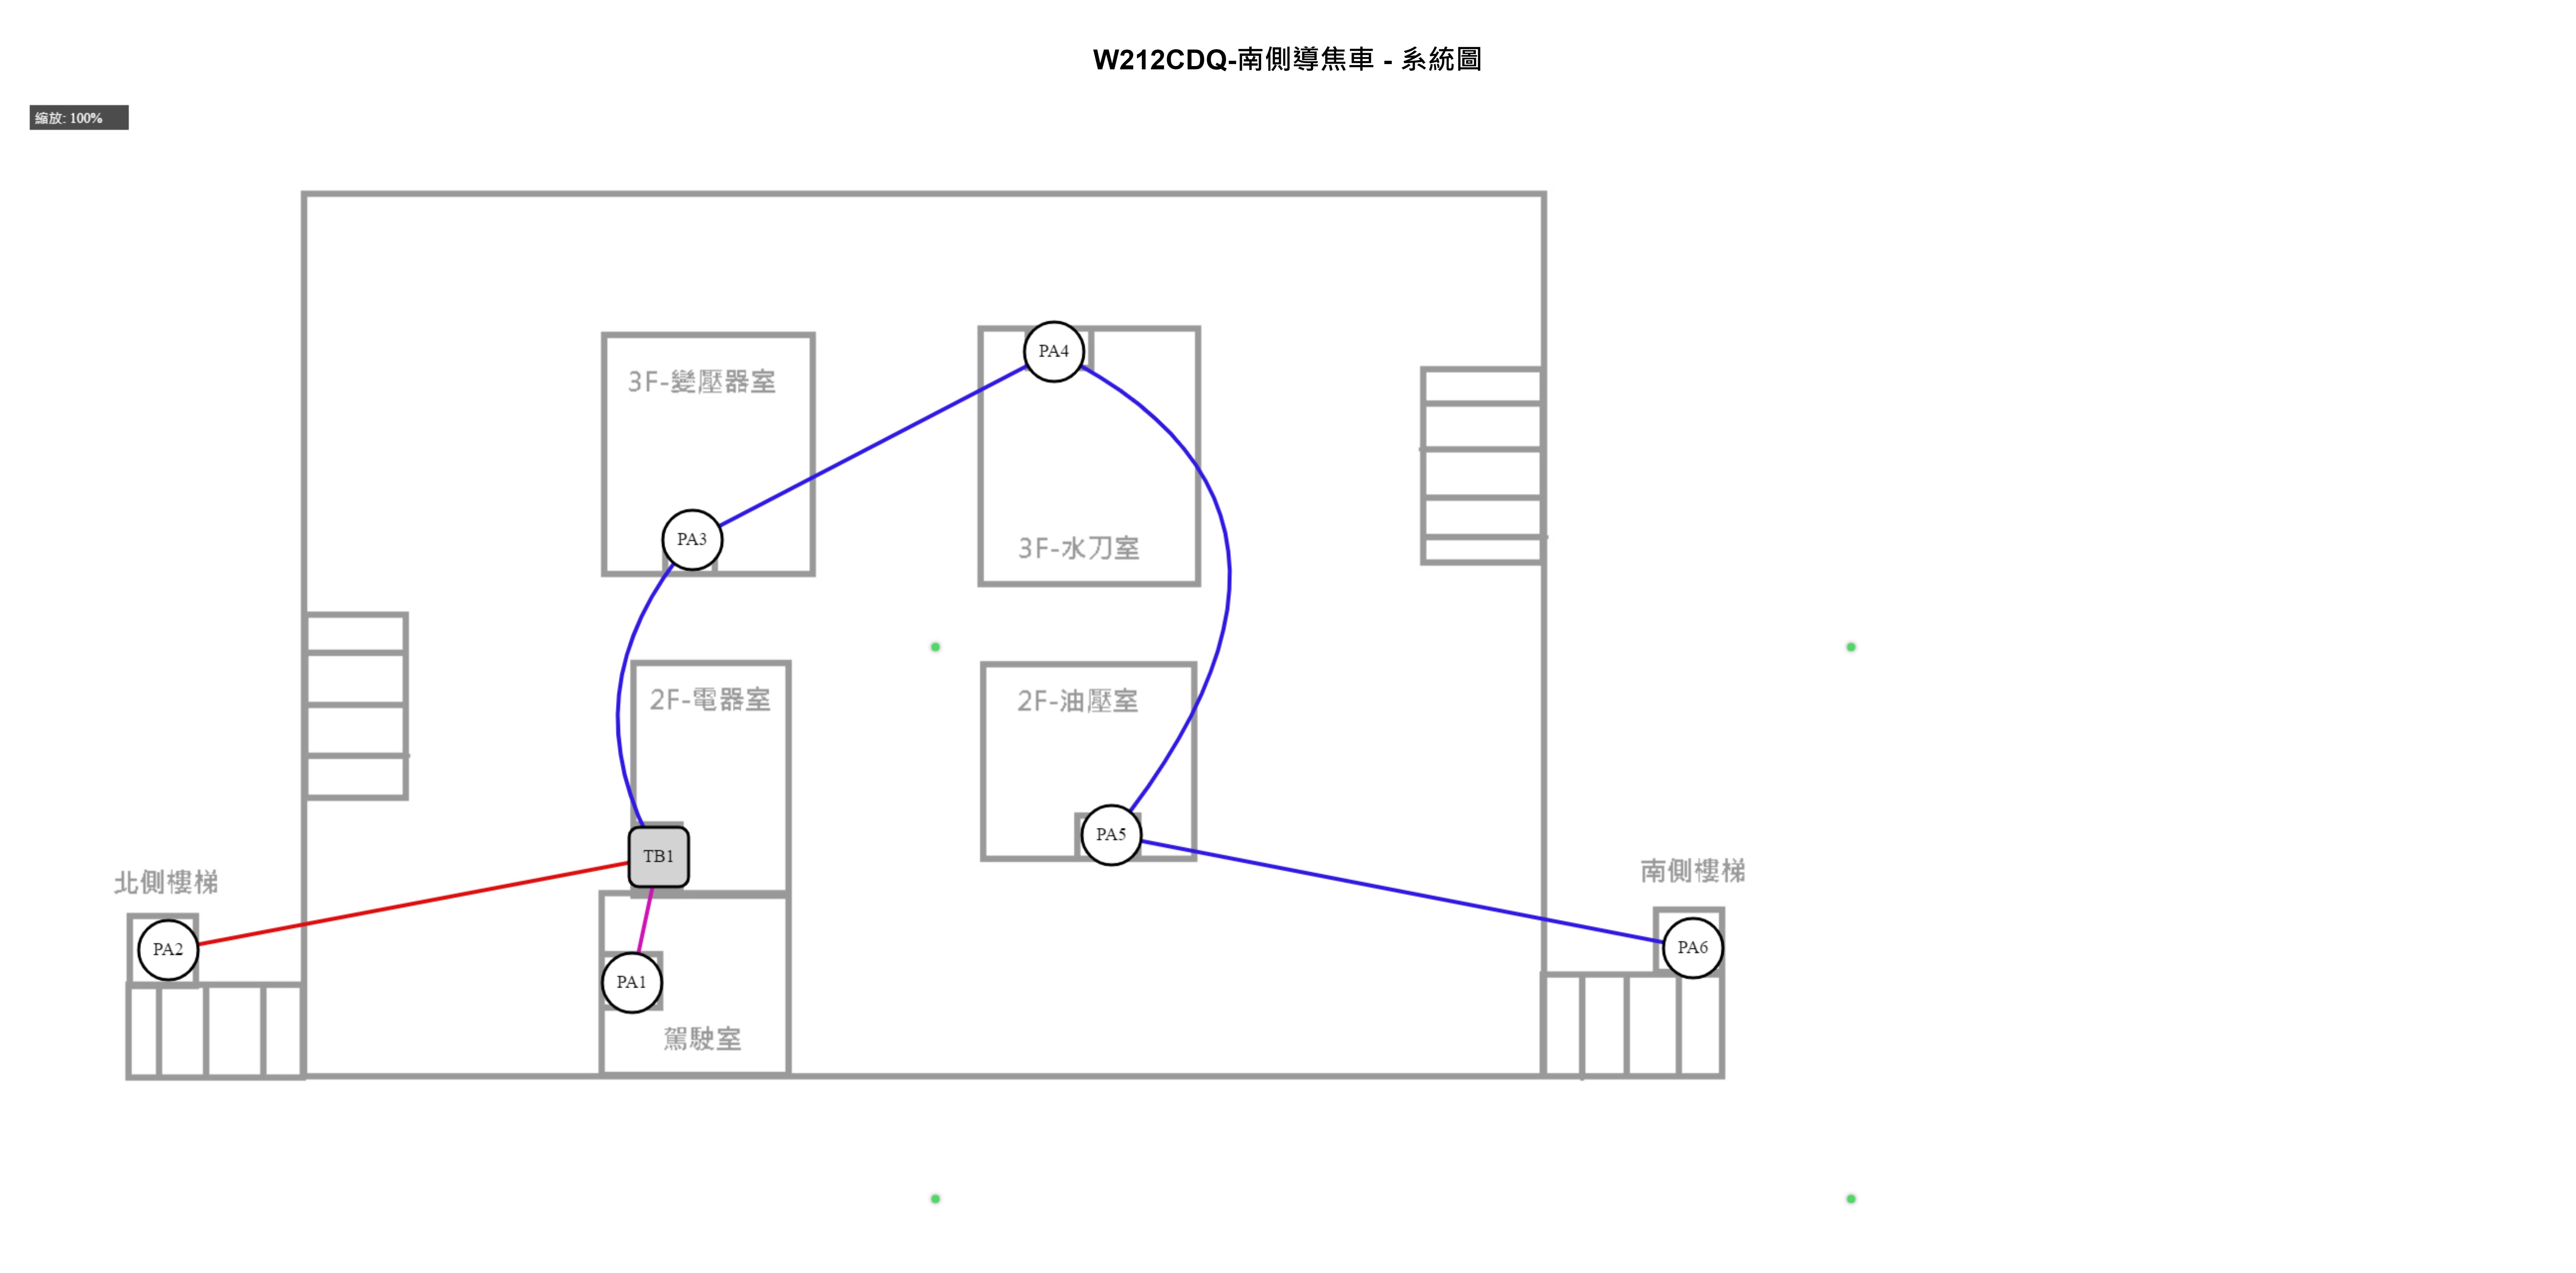 W212CDQ-南側導焦車 - 系統圖
縮放: 100%
PA4
3F-變壓器室
PA3
3F-水刀室
2F-電器室
2F-油壓室
PA5
TB1
南側樓梯
北側樓梯
PA6
PA2
PA1
駕駛室